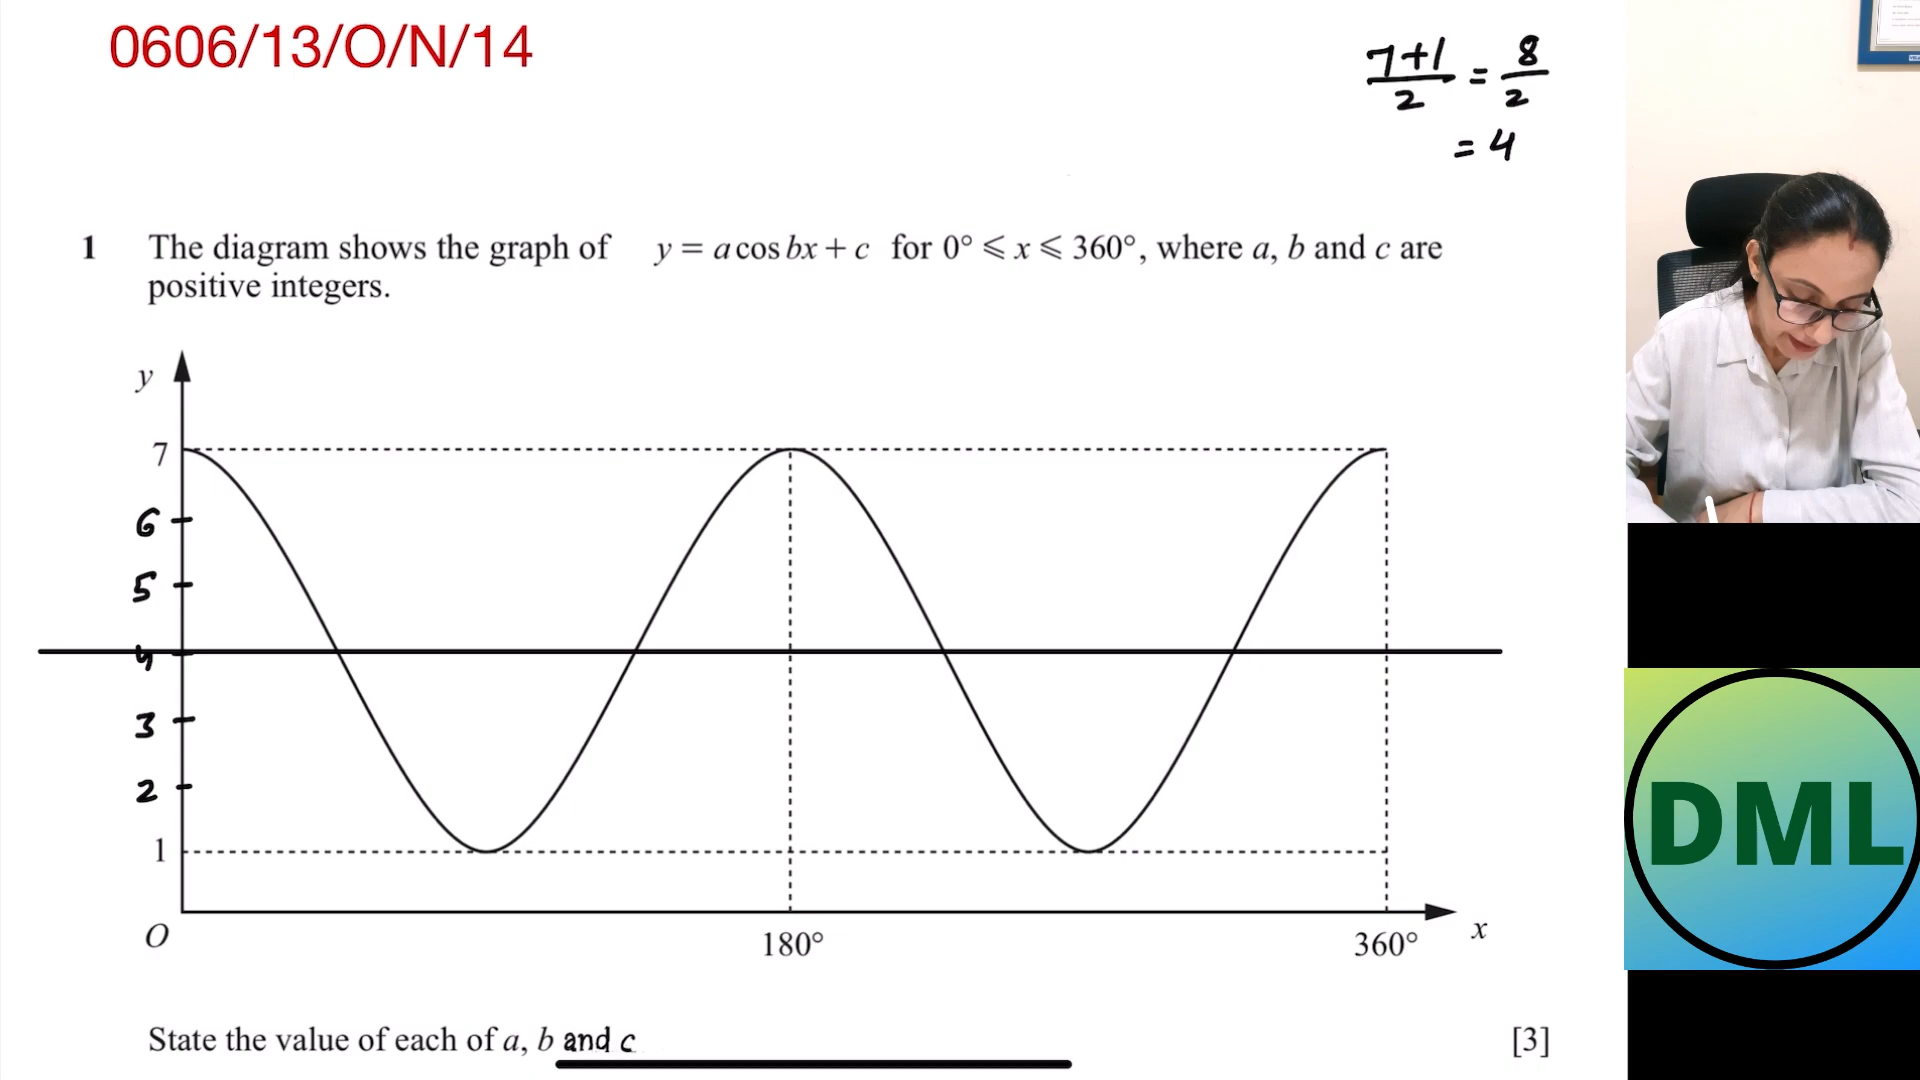 0606/13/O/N/14
7+1/2 = 8/2
= 4
1 The diagram shows the graph of y = a cos bx + c for 0° ⩽ x ⩽ 360°, where a, b and c are
positive integers.
y
7
6
5
4
3
2
1
O
180°
360°
x
State the value of each of a, b and c
[3]
DML